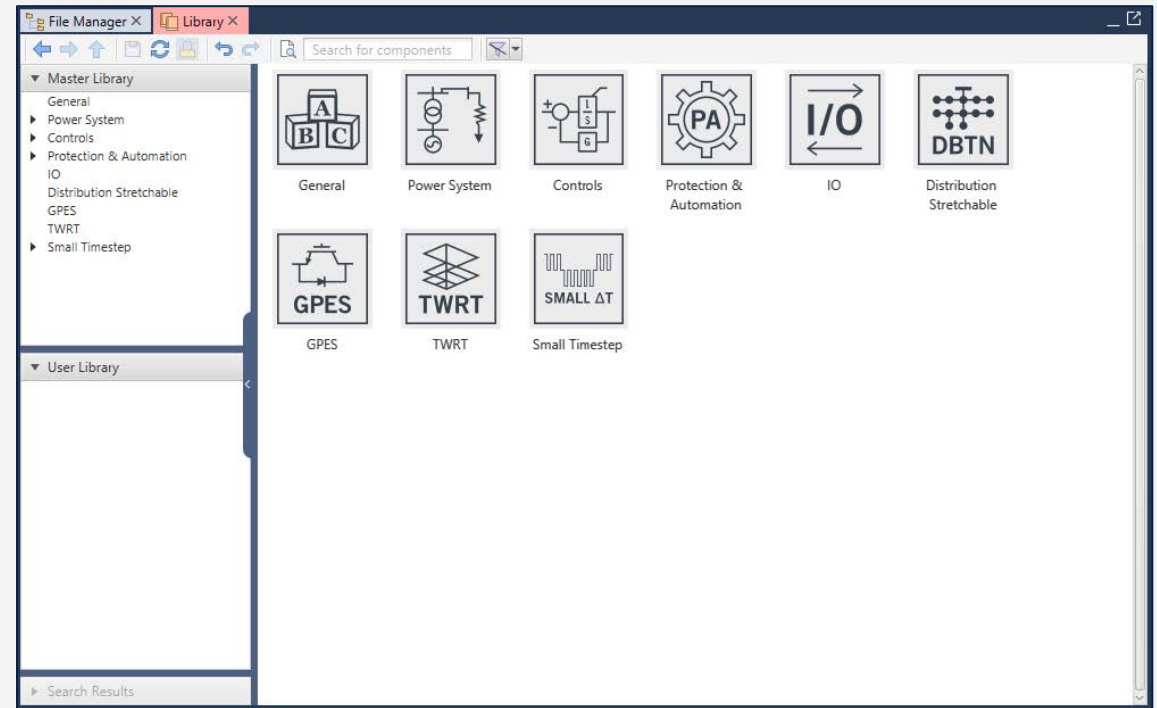 File Manager
Library
Search for components
Master Library
General
Power System
Controls
Protection & Automation
IO
Distribution Stretchable
GPES
TWRT
Small Timestep
User Library
Search Results
A
B C
General
Power System
+
-
L
S
G
Controls
PA
Protection &
Automation
I/O
IO
DBTN
Distribution
Stretchable
GPES
GPES
TWRT
TWRT
SMALL ΔT
Small Timestep